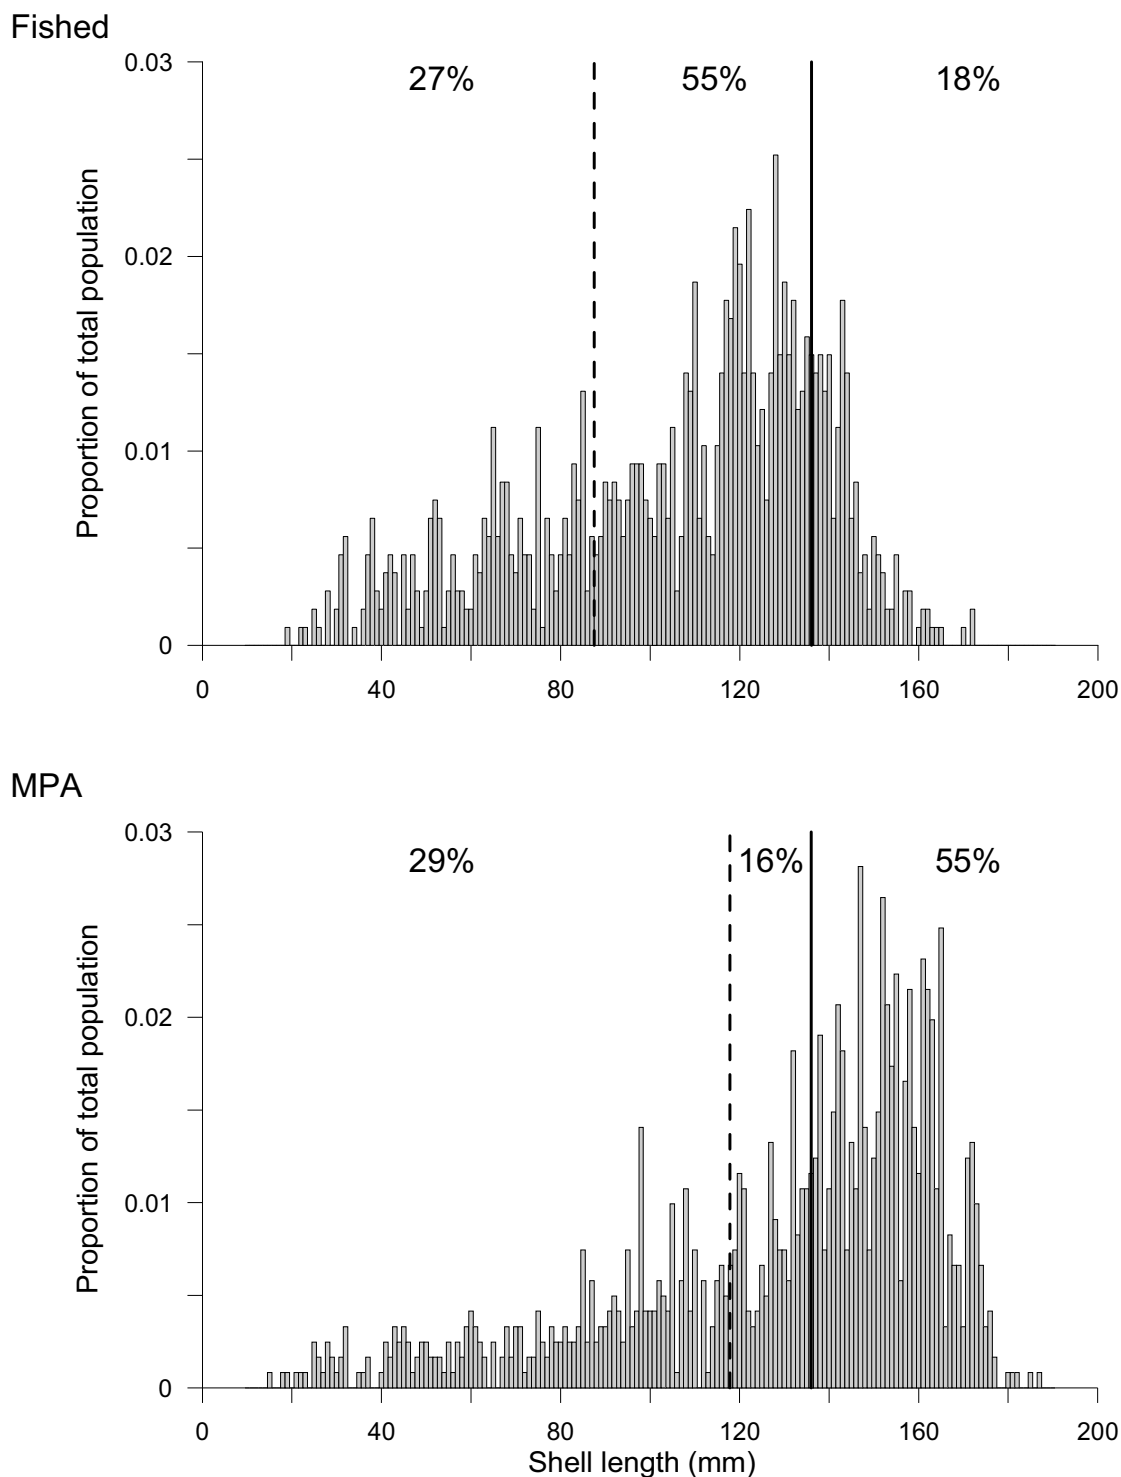 Fished
27% 55% 18%
0.03
0.02
0.01
0
Proportion of total population
0 40 80 120 160 200
MPA
29% 16% 55%
0.03
0.02
0.01
0
Proportion of total population
0 40 80 120 160 200
Shell length (mm)